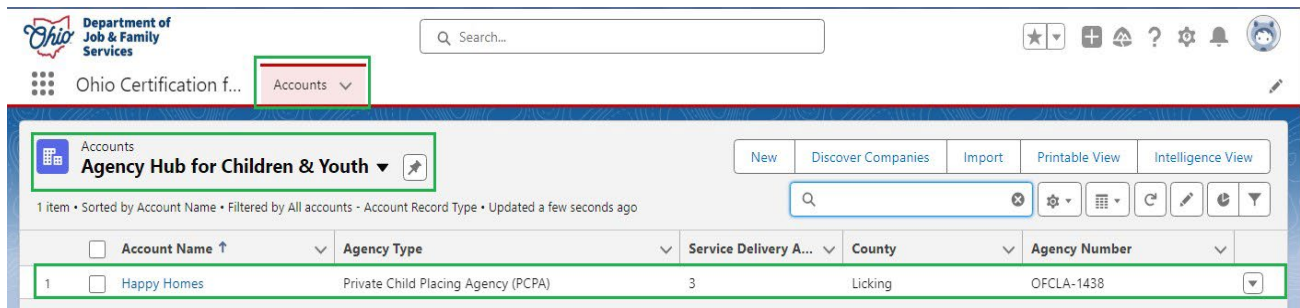 Ohio
Department of
Job & Family
Services
Search...
Ohio Certification f...
Accounts
Accounts
Agency Hub for Children & Youth
New Discover Companies Import Printable View Intelligence View
1 item • Sorted by Account Name • Filtered by All accounts - Account Record Type • Updated a few seconds ago
Account Name ↑ Agency Type Service Delivery A... County Agency Number
1 Happy Homes Private Child Placing Agency (PCPA) 3 Licking OFCLA-1438